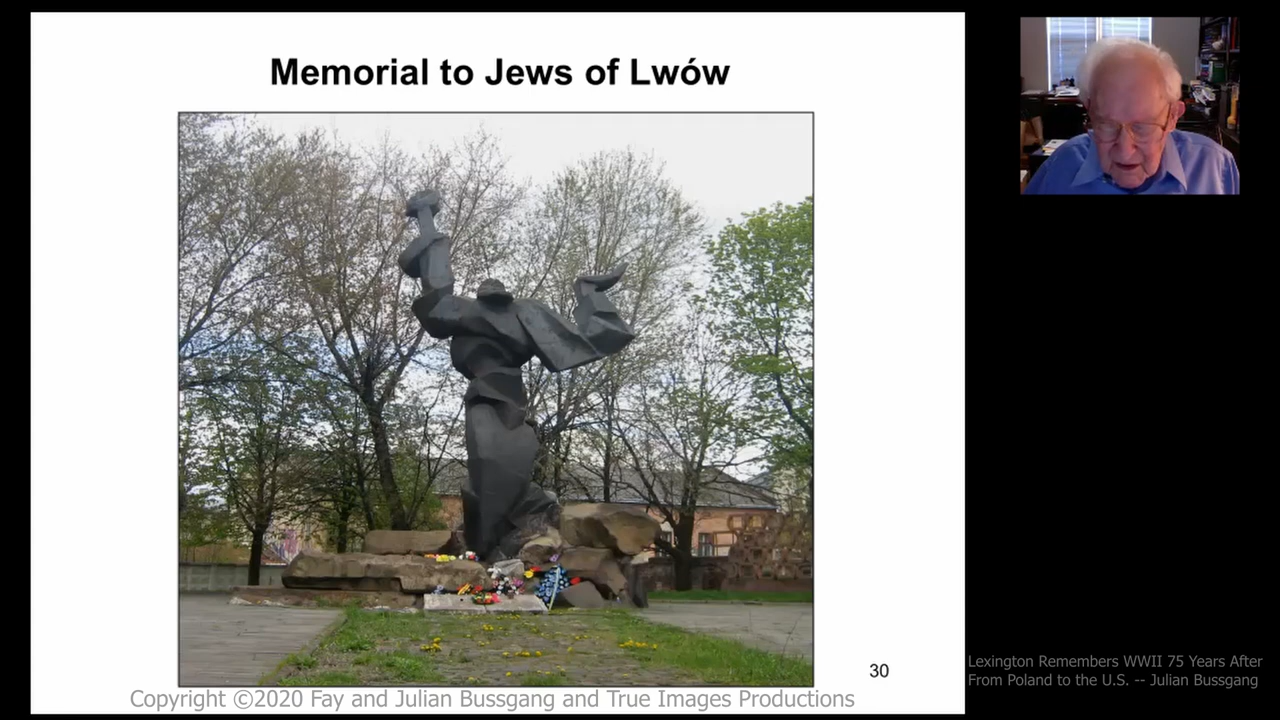 Memorial to Jews of Lwów
30
Copyright ©2020 Fay and Julian Bussgang and True Images Productions
Lexington Remembers WWII 75 Years After
From Poland to the U.S. -- Julian Bussgang